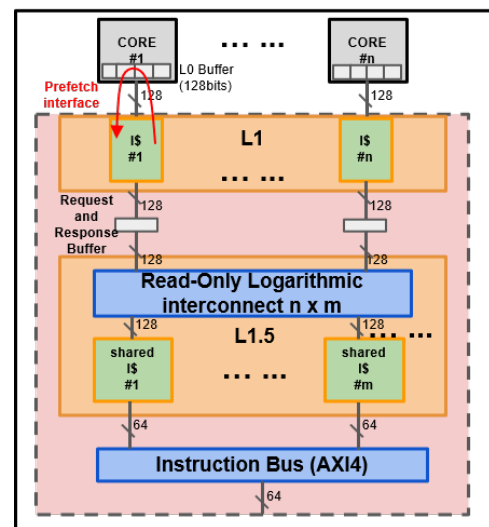 CORE
#1
... ...
CORE
#n
L0 Buffer
(128bits)
Prefetch
interface
128
128
I$
#1
L1
I$
#n
... ...
Request
and
Response
Buffer
128
128
128
128
Read-Only Logarithmic
interconnect n x m
128
L1.5
128
... ...
shared
I$
#1
... ...
shared
I$
#m
64
64
Instruction Bus (AXI4)
64